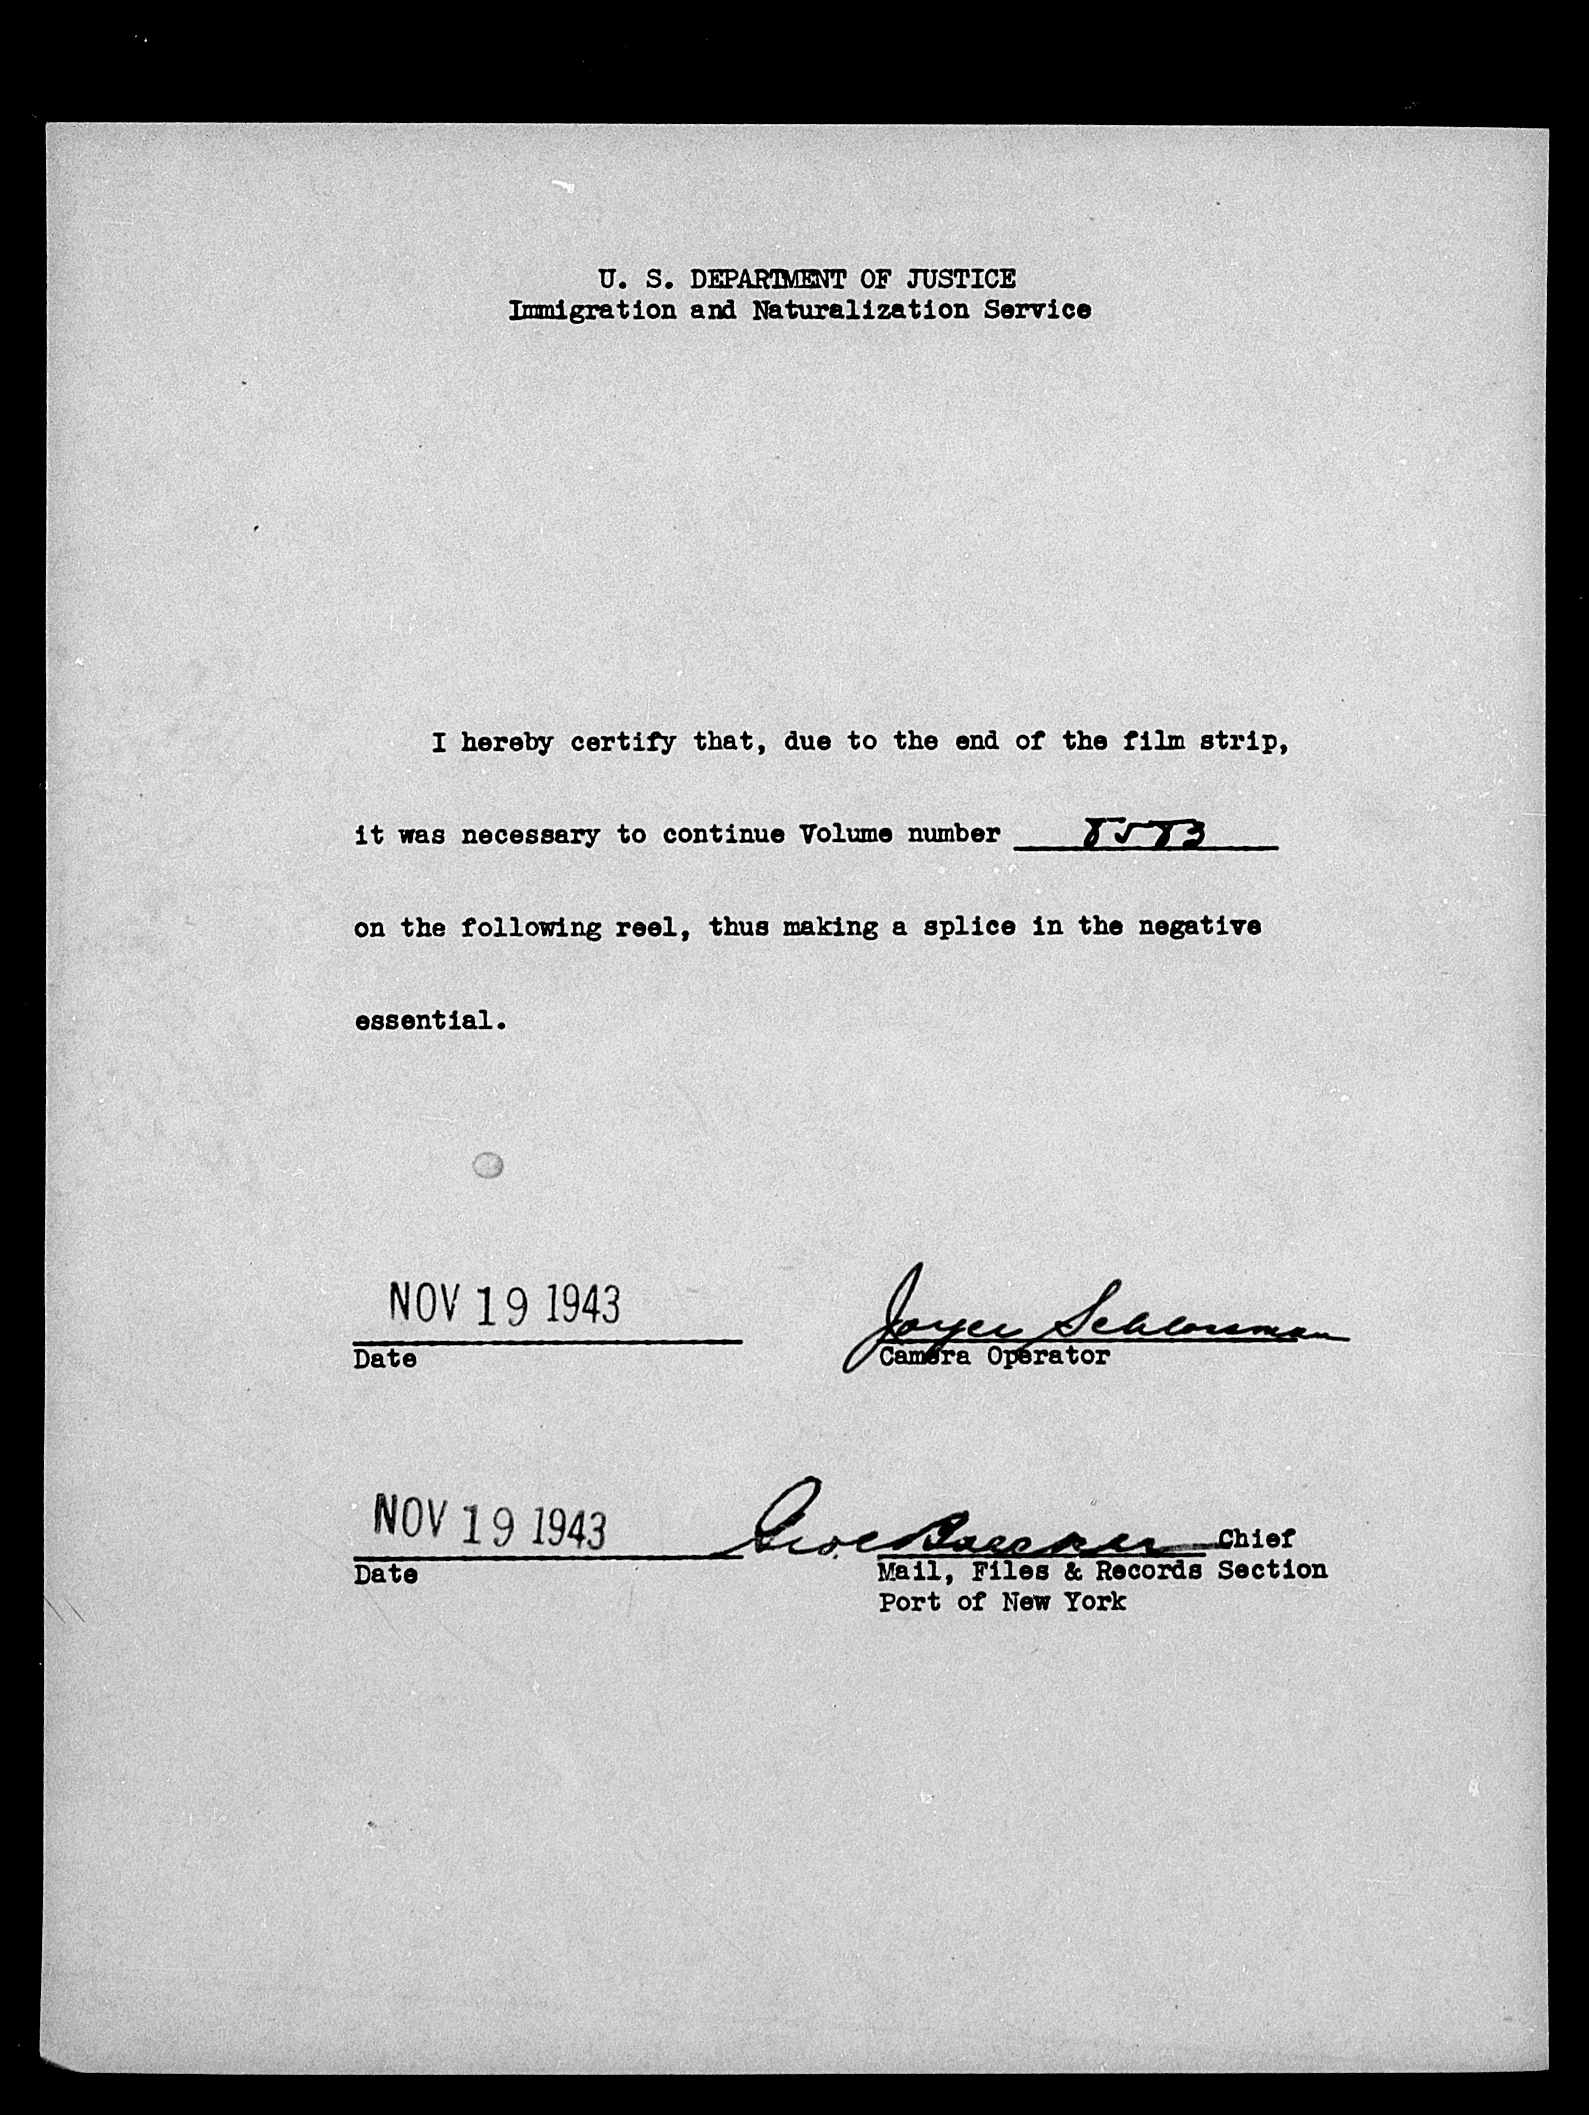 U. S. DEPARTMENT OF JUSTICE
Immigration and Naturalization Service
I hereby certify that, due to the end of the film strip,
it was necessary to continue Volume number 8583
on the following reel, thus making a splice in the negative
essential.
NOV 19 1943
Joyce Schlossman
Date
Camera Operator
NOV 19 1943
Chief
Date
Mail, Files & Records Section
Port of New York